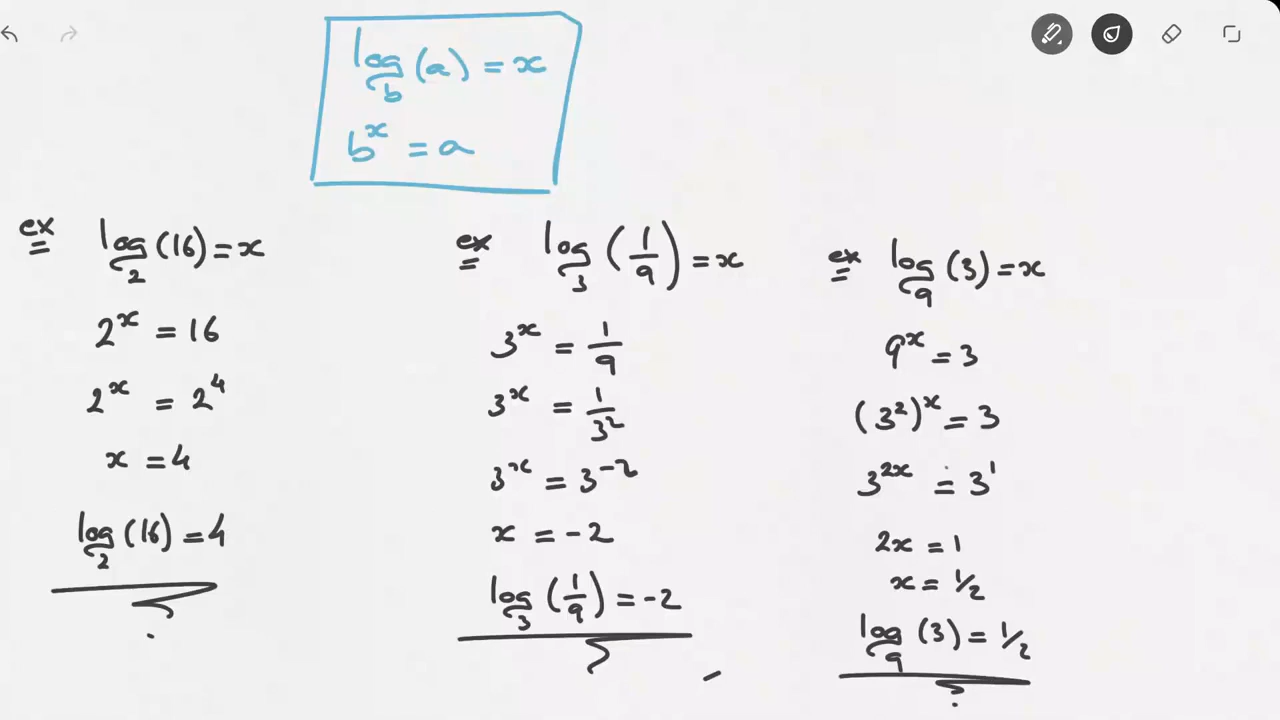 log_b(a) = x
b^x = a
ex log_2(16) = x
2^x = 16
2^x = 2^4
x = 4
log_2(16) = 4
ex log_3(1/9) = x
3^x = 1/9
3^x = 1/3^2
3^x = 3^-2
x = -2
log_3(1/9) = -2
ex log_9(3) = x
9^x = 3
(3^2)^x = 3
3^2x = 3^1
2x = 1
x = 1/2
log_9(3) = 1/2